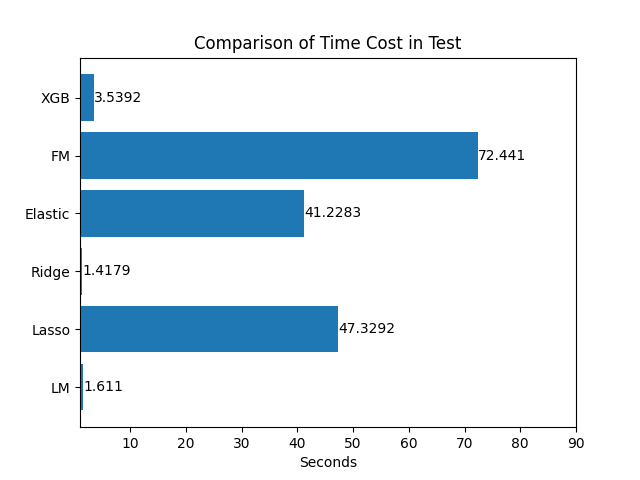 Comparison of Time Cost in Test
XGB 3.5392
FM 72.441
Elastic 41.2283
Ridge 1.4179
Lasso 47.3292
LM 1.611
10 20 30 40 50 60 70 80 90
Seconds